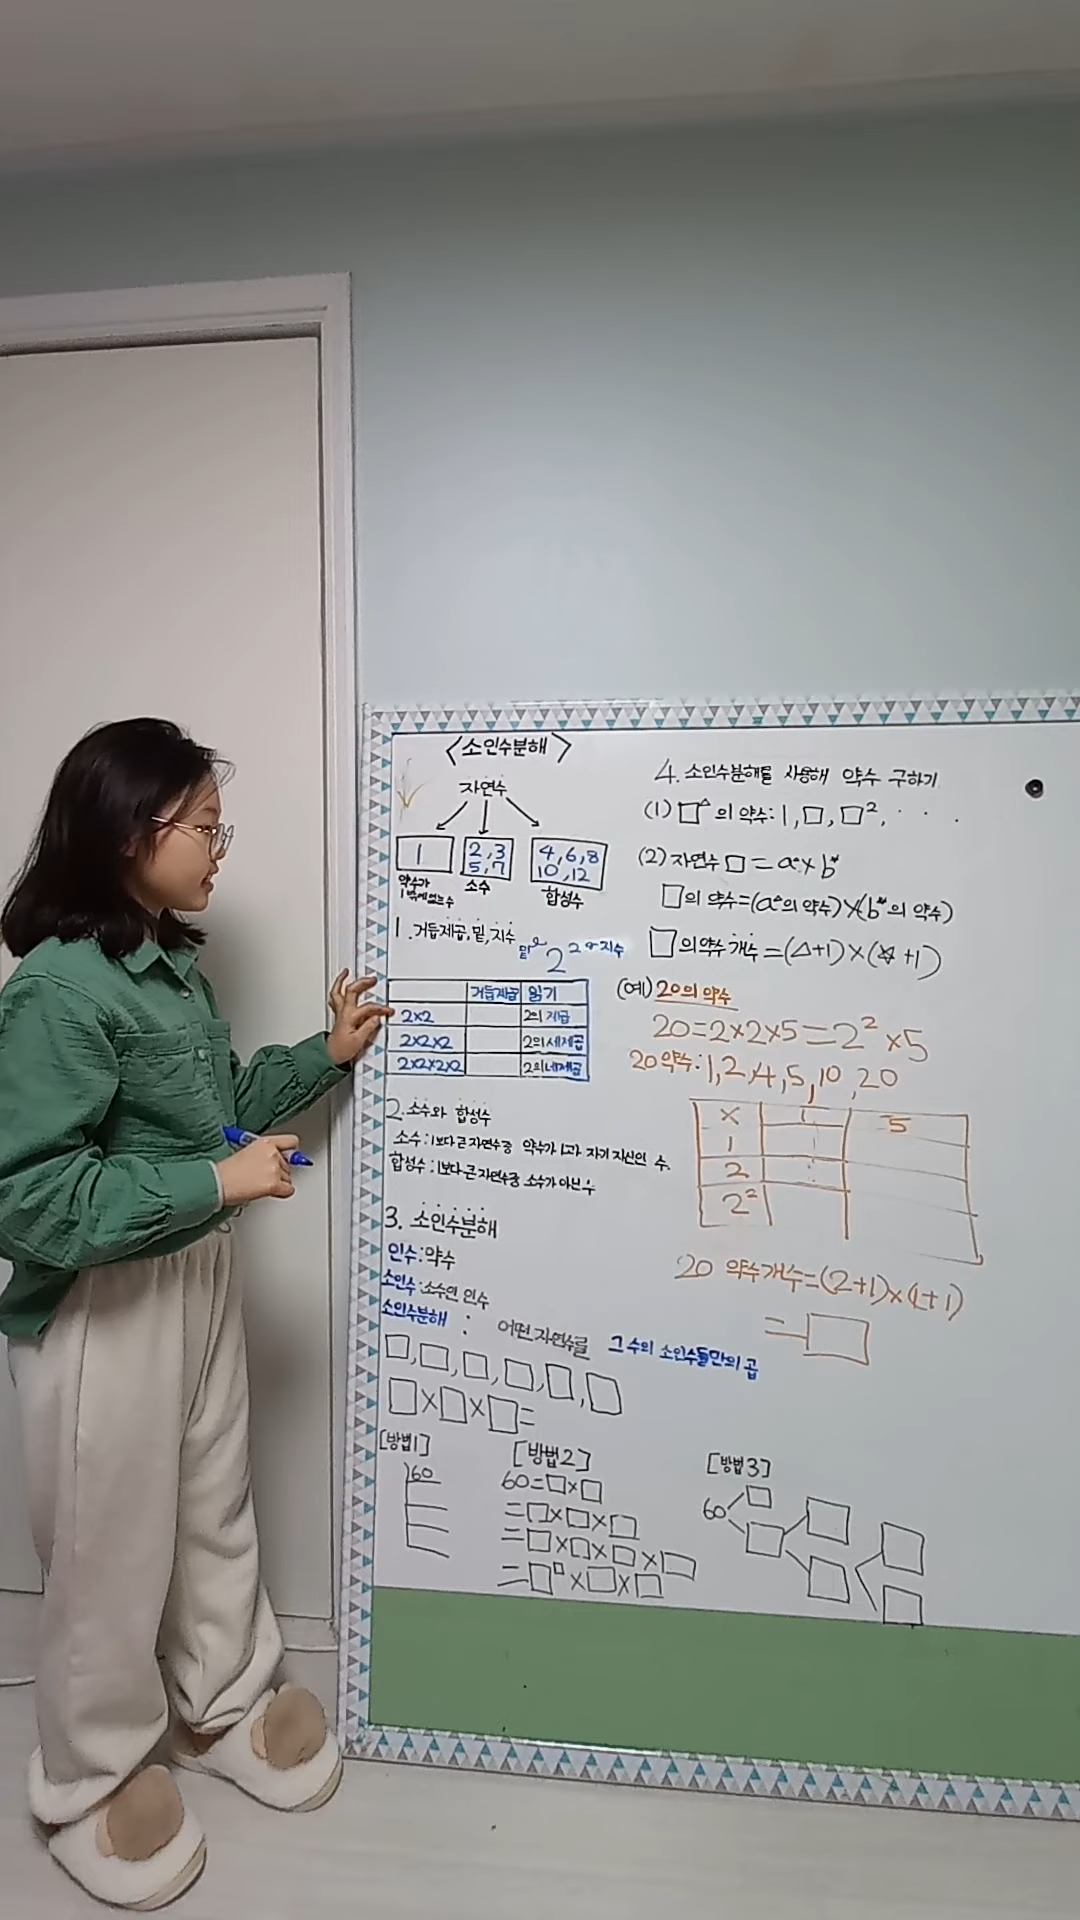 <소인수분해>
자연수
1
2, 3
5, 7
4, 6, 8
10, 12
약수가
1밖에 없는 수
소수
합성수
1. 거듭제곱, 밑, 지수
밑
2² 지수
거듭제곱 읽기
2×2 2의 제곱
2×2×2 2의 세제곱
2×2×2×2 2의 네제곱
2. 소수와 합성수
소수 : 1보다 큰 자연수중 약수가 1과 자기 자신인 수.
합성수 : 1보다 큰 자연수중 소수가 아닌 수
3. 소인수분해
인수 : 약수
소인수 : 소수인 인수
소인수분해 : 어떤 자연수를 그 수의 소인수들만의 곱
□, □, □, □, □, □
□×□×□=
[방법1]
60
[방법2]
60=□×□
=□×□×□
=□×□×□×□
=□^□×□×□
[방법3]
60
4. 소인수분해를 사용해 약수 구하기
(1) □^△의 약수: 1, □, □², · · ·
(2) 자연수 □ = a^△×b^☆
□의 약수=(a^△의 약수)×(b^☆의 약수)
□의 약수 개수=(△+1)×(☆+1)
(예) 20의 약수
20=2×2×5=2²×5
20 약수: 1, 2, 4, 5, 10, 20
× 1 5
1
2
2²
20 약수 개수=(2+1)×(1+1)
=□